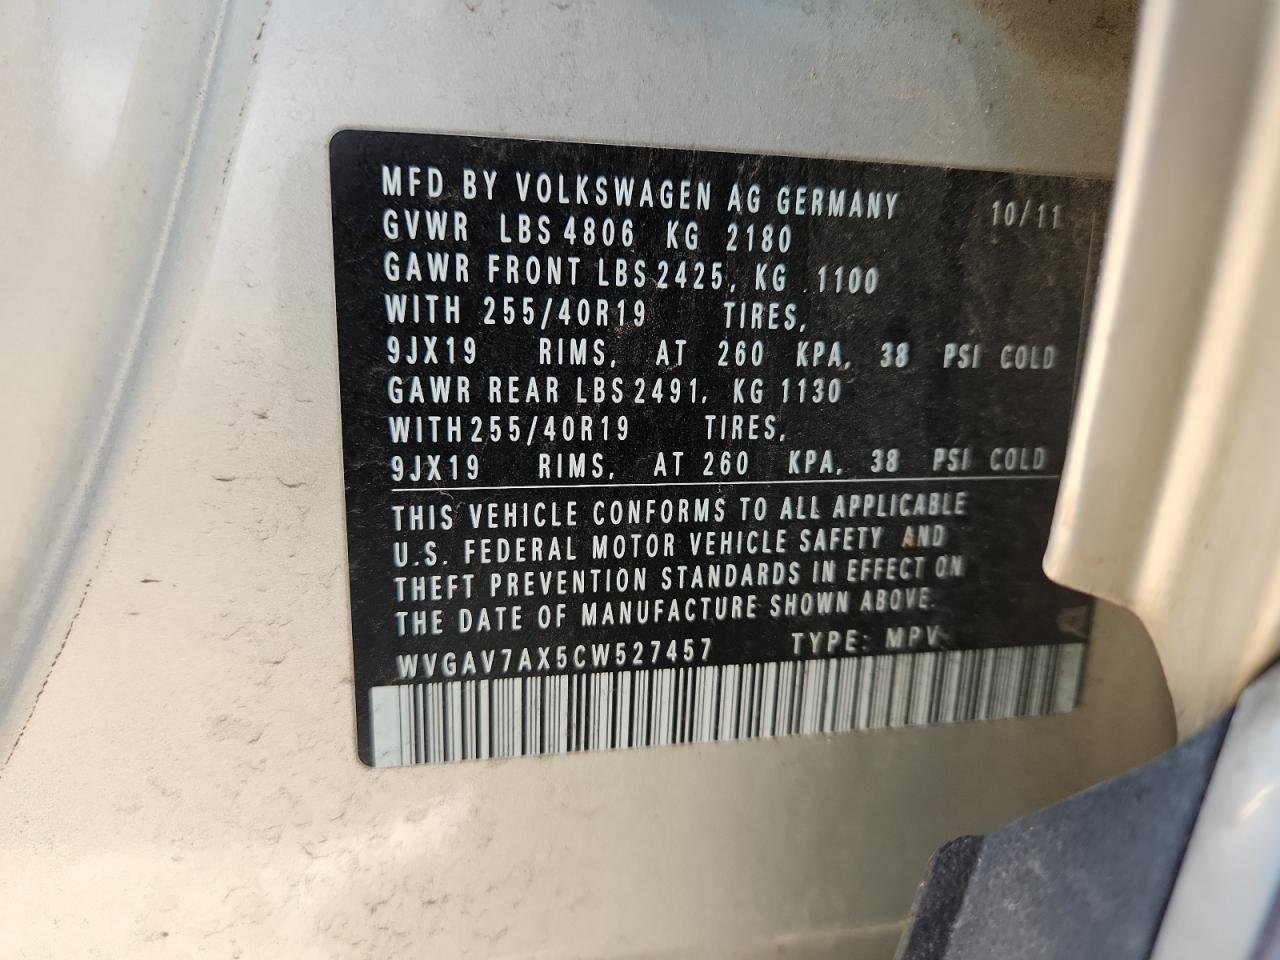 MFD BY VOLKSWAGEN AG GERMANY 10/11
GVWR LBS 4806 KG 2180
GAWR FRONT LBS 2425, KG 1100
WITH 255/40R19 TIRES,
9JX19 RIMS, AT 260 KPA, 38 PSI COLD
GAWR REAR LBS 2491, KG 1130
WITH 255/40R19 TIRES,
9JX19 RIMS, AT 260 KPA, 38 PSI COLD
THIS VEHICLE CONFORMS TO ALL APPLICABLE
U.S. FEDERAL MOTOR VEHICLE SAFETY AND
THEFT PREVENTION STANDARDS IN EFFECT ON
THE DATE OF MANUFACTURE SHOWN ABOVE.
WVGAV7AX5CW527457 TYPE: MPV
A